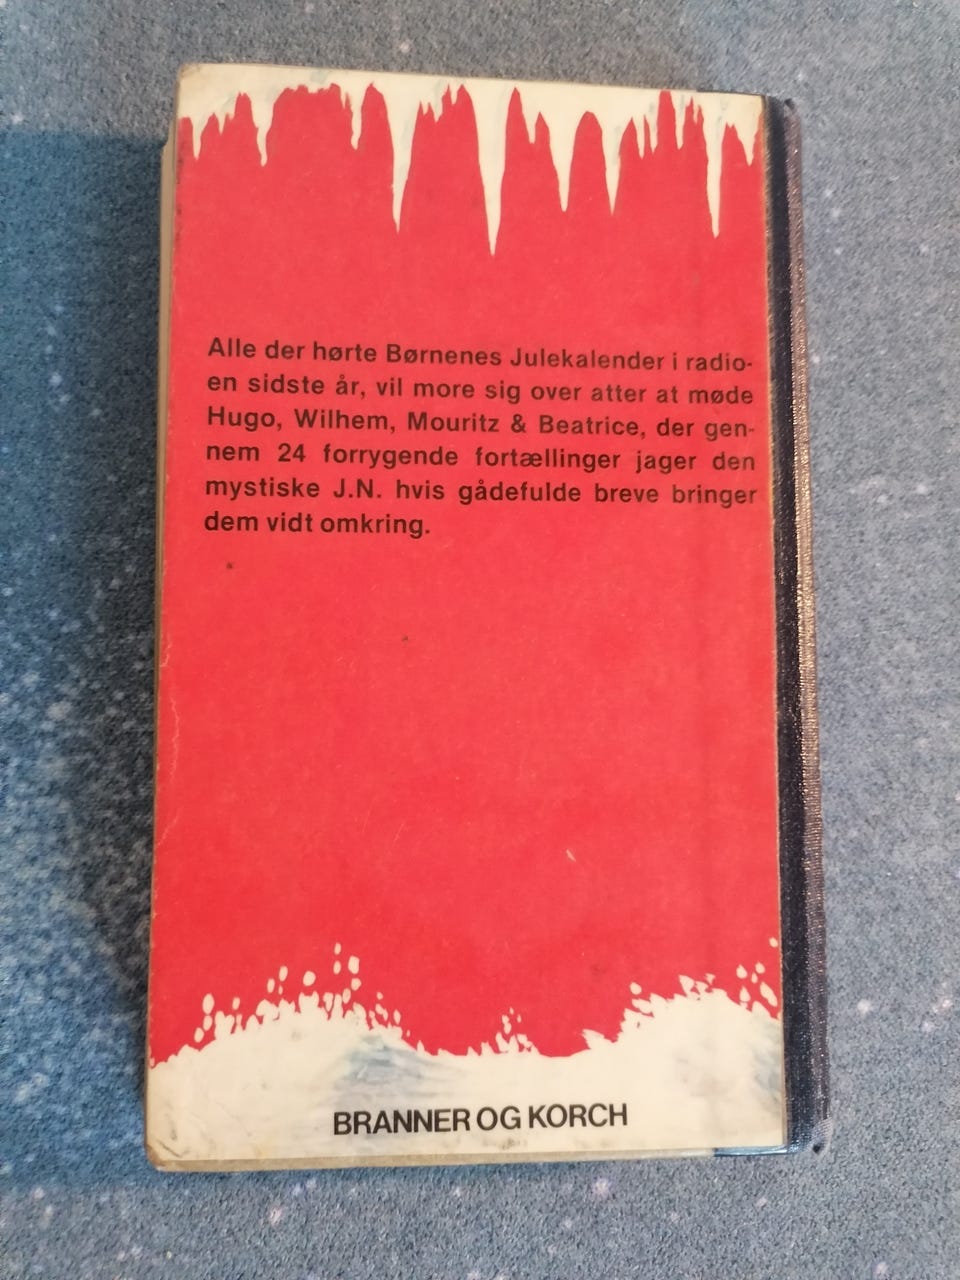 Alle der hørte Børnenes Julekalender i radio-
en sidste år, vil more sig over atter at møde
Hugo, Wilhem, Mouritz & Beatrice, der gen-
nem 24 forrygende fortællinger jager den
mystiske J.N. hvis gådefulde breve bringer
dem vidt omkring.
BRANNER OG KORCH